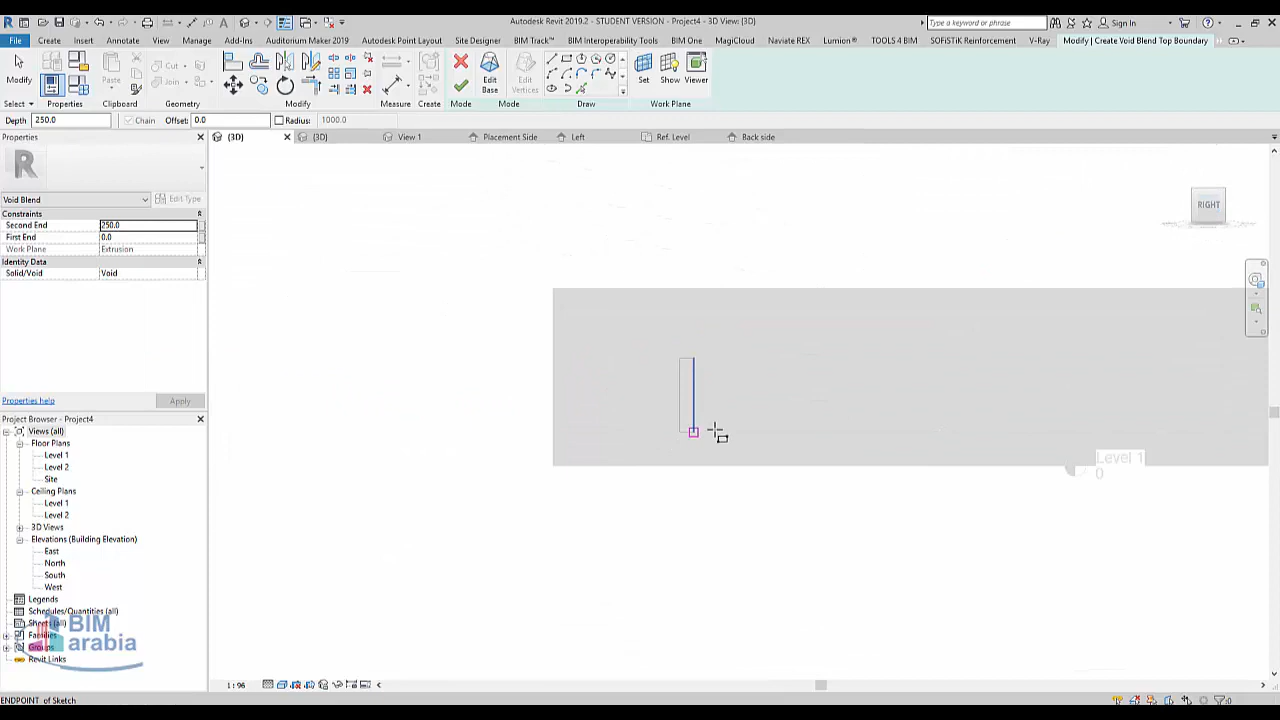 Autodesk Revit 2019.2 - STUDENT VERSION - Project4 - 3D View: {3D}
Type a keyword or phrase
Sign In
File Create Insert Annotate View Manage Add-Ins Auditorium Maker 2019 Autodesk Point Layout Site Designer BIM Track™ BIM Interoperability Tools BIM One MagiCloud Naviate REX Lumion® TOOLS 4 BIM SOFiSTiK Reinforcement V-Ray Modify | Create Void Blend Top Boundary
Modify
Paste
Cut
Join
Edit Base
Edit Vertices
Set
Show
Viewer
Select Properties Clipboard Geometry Modify Measure Create Mode Mode Draw Work Plane
Depth 250.0 Chain Offset: 0.0 Radius: 1000.0
Properties
{3D} {3D} View 1 Placement Side Left Ref. Level Back side
Void Blend
Edit Type
Constraints
Second End 250.0
First End 0.0
Work Plane Extrusion
Identity Data
Solid/Void Void
Properties help
Apply
RIGHT
Level 1
0
Project Browser - Project4
Views (all)
Floor Plans
Level 1
Level 2
Site
Ceiling Plans
Level 1
Level 2
3D Views
Elevations (Building Elevation)
East
North
South
West
Legends
Schedules/Quantities (all)
Sheets (all)
Families
Groups
Revit Links
BIM
arabia
1 : 96
ENDPOINT of Sketch
:0